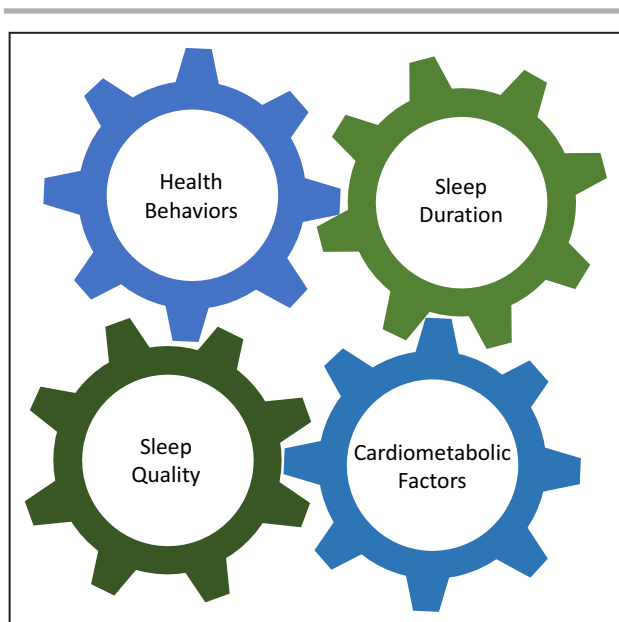 Health
Behaviors
Sleep
Duration
Sleep
Quality
Cardiometabolic
Factors